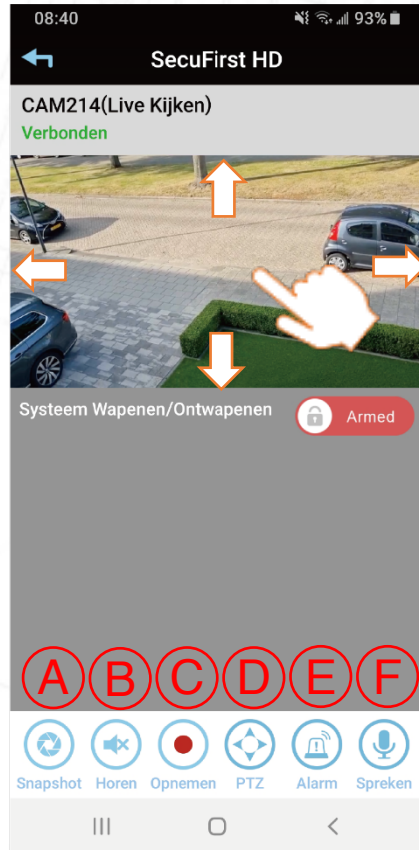 08:40 93%
SecuFirst HD
CAM214(Live Kijken)
Verbonden
Systeem Wapenen/Ontwapenen Armed
A B C D E F
Snapshot Horen Opnemen PTZ Alarm Spreken